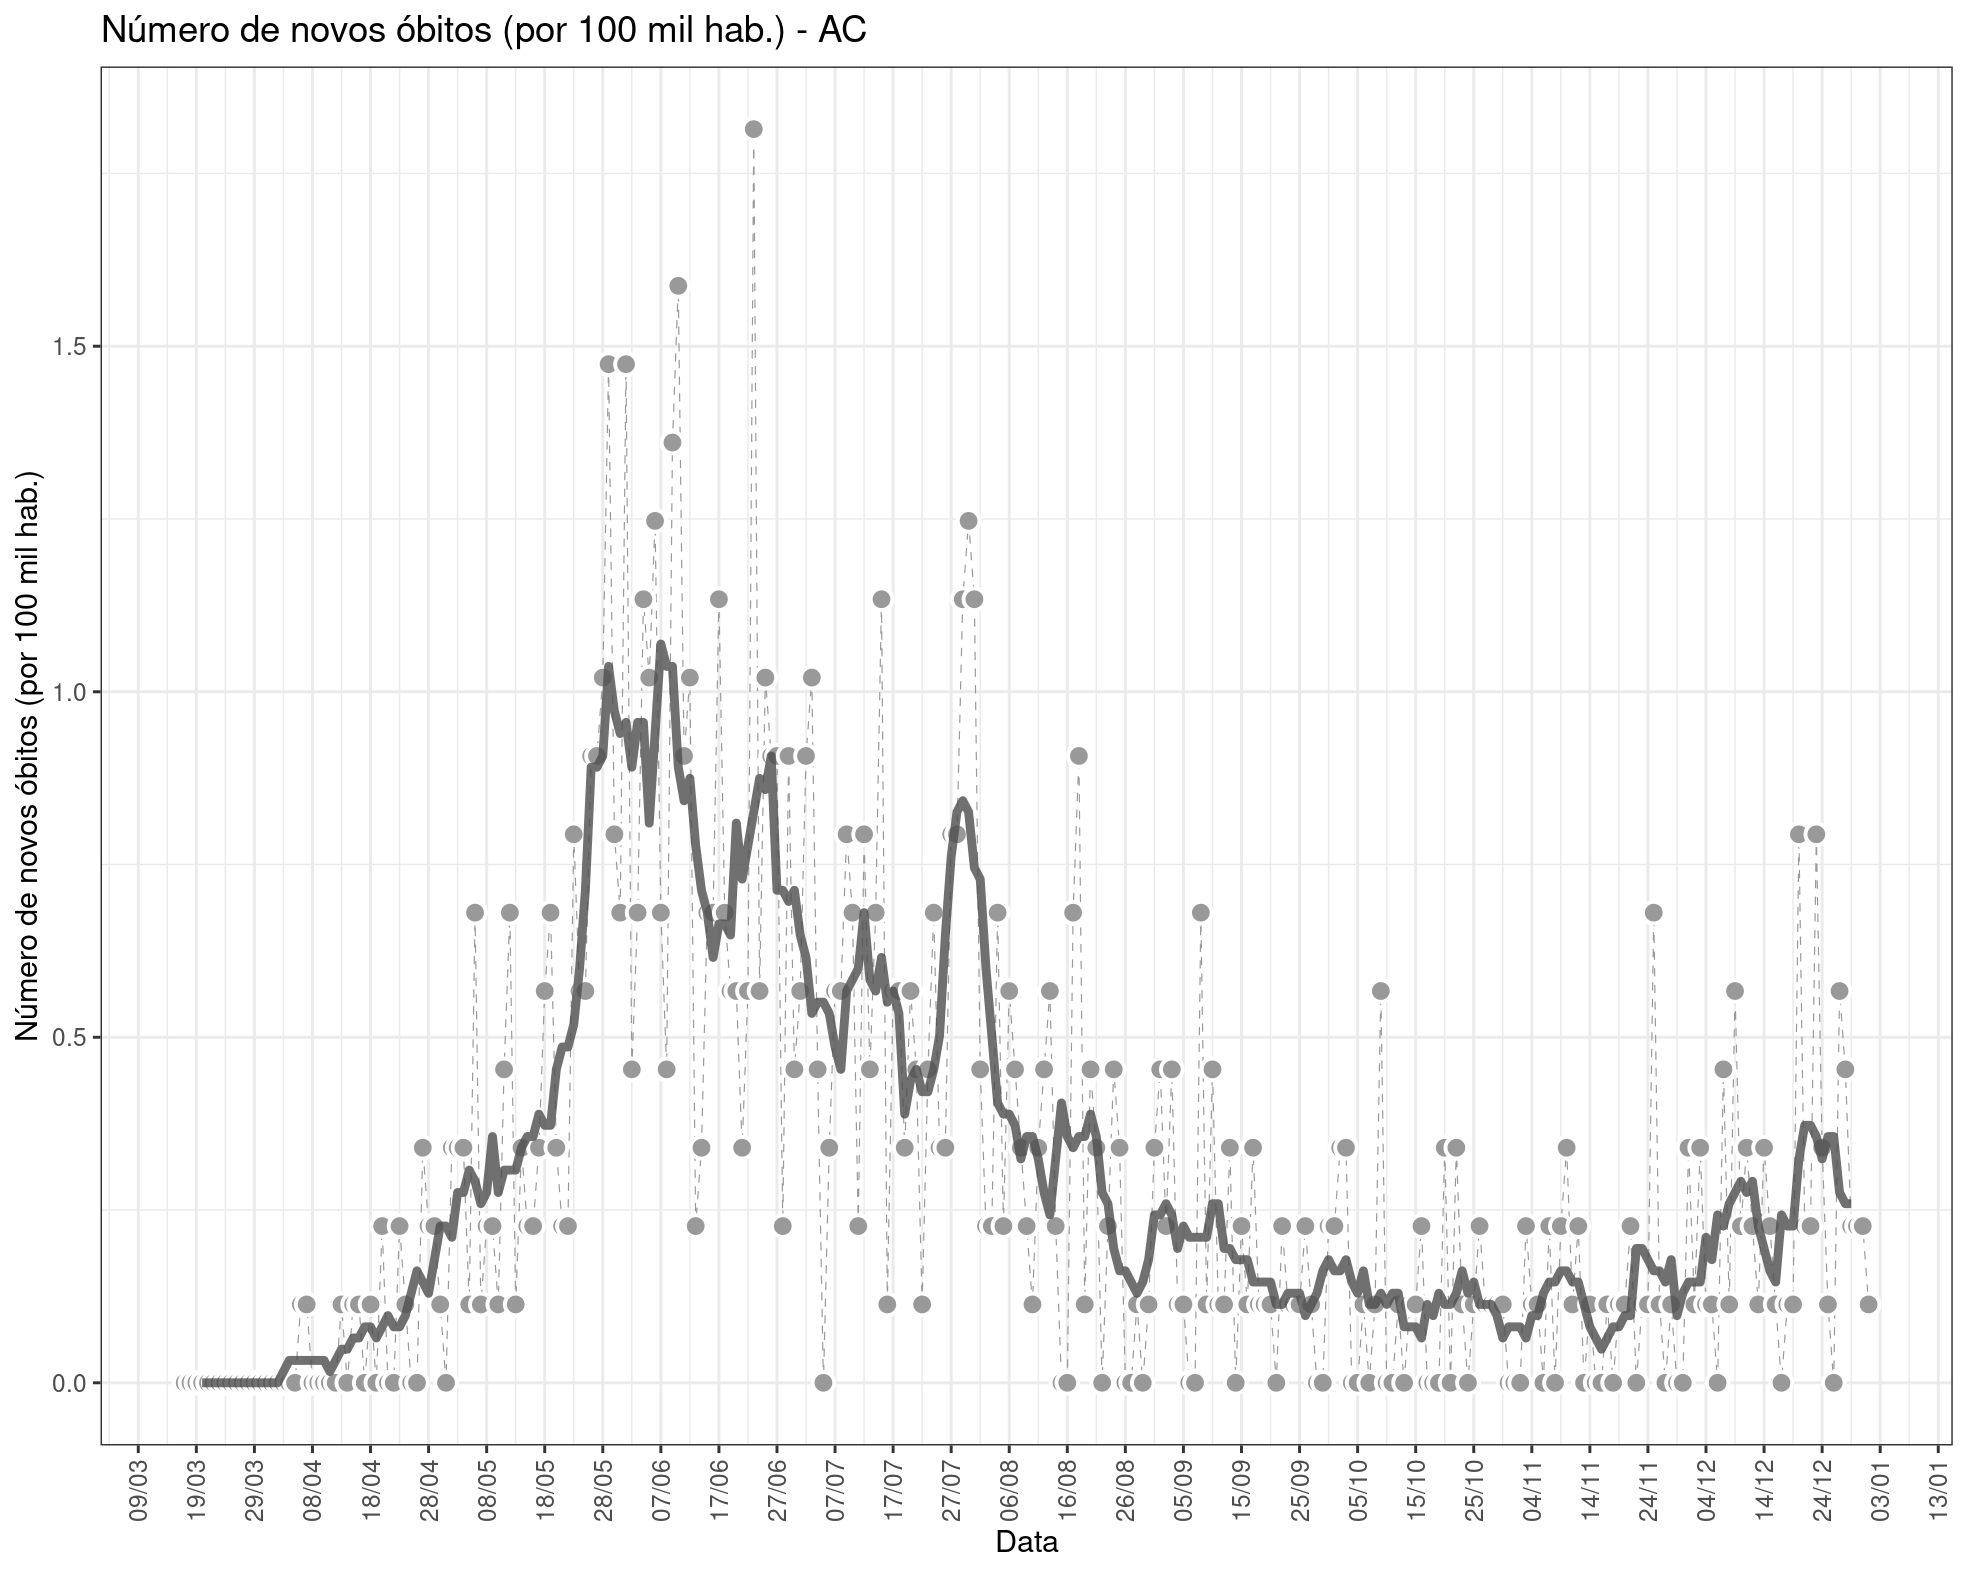 Número de novos óbitos (por 100 mil hab.) - AC
Número de novos óbitos (por 100 mil hab.)
1.5
1.0
0.5
0.0
09/03 19/03 29/03 08/04 18/04 28/04 08/05 18/05 28/05 07/06 17/06 27/06 07/07 17/07 27/07 06/08 16/08 26/08 05/09 15/09 25/09 05/10 15/10 25/10 04/11 14/11 24/11 04/12 14/12 24/12 03/01 13/01
Data